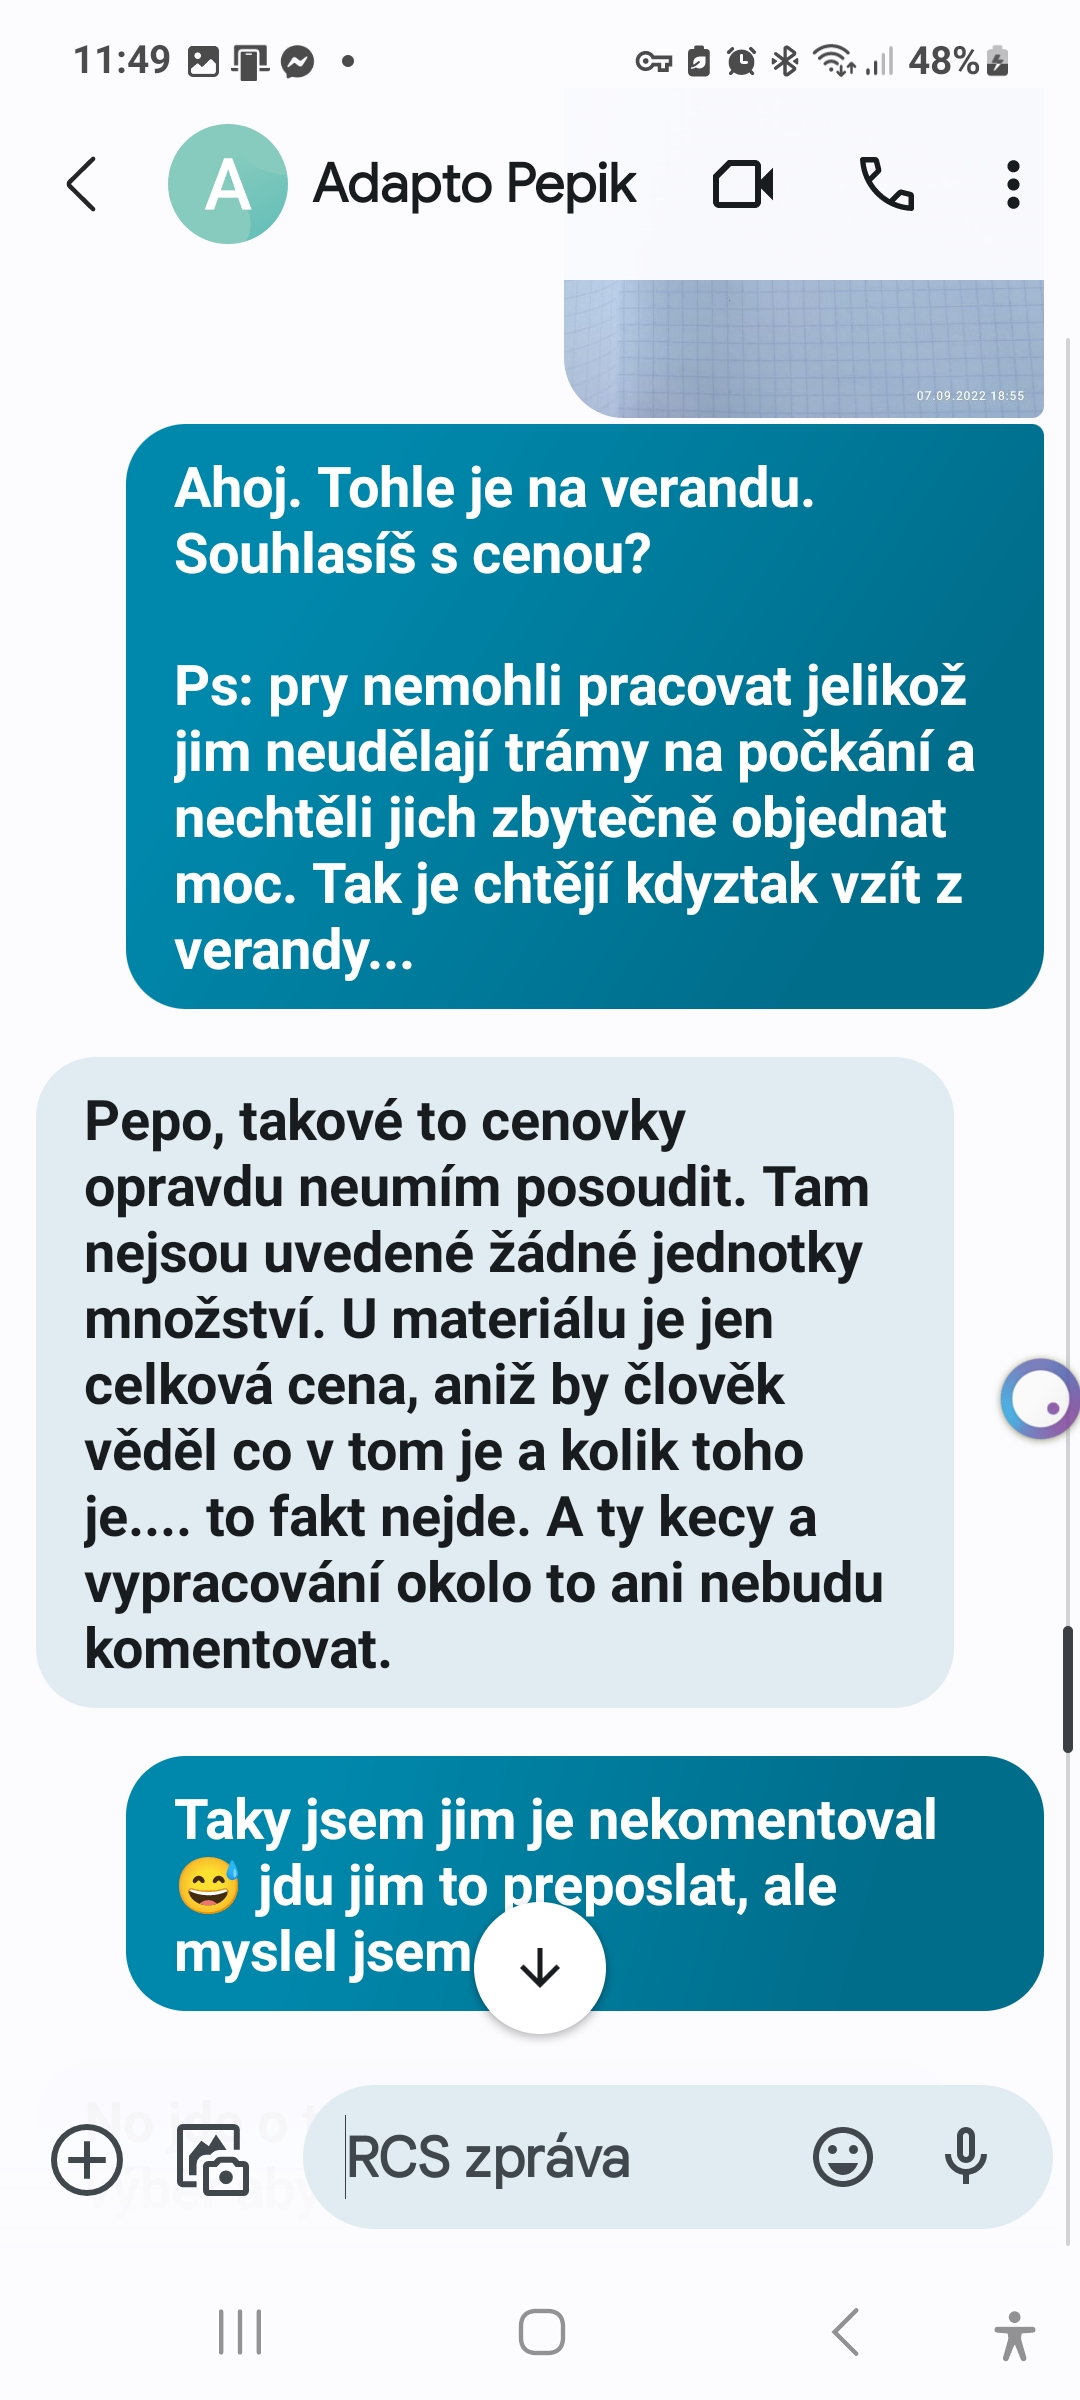 11:49
48%
A
Adapto Pepik
07.09.2022 18:55
Ahoj. Tohle je na verandu.
Souhlasíš s cenou?
Ps: pry nemohli pracovat jelikož
jim neudělají trámy na počkání a
nechtěli jich zbytečně objednat
moc. Tak je chtějí kdyztak vzít z
verandy...
Pepo, takové to cenovky
opravdu neumím posoudit. Tam
nejsou uvedené žádné jednotky
množství. U materiálu je jen
celková cena, aniž by člověk
věděl co v tom je a kolik toho
je.... to fakt nejde. A ty kecy a
vypracování okolo to ani nebudu
komentovat.
Taky jsem jim je nekomentoval
😅 jdu jim to preposlat, ale
myslel jsem
No jde o
RCS zpráva